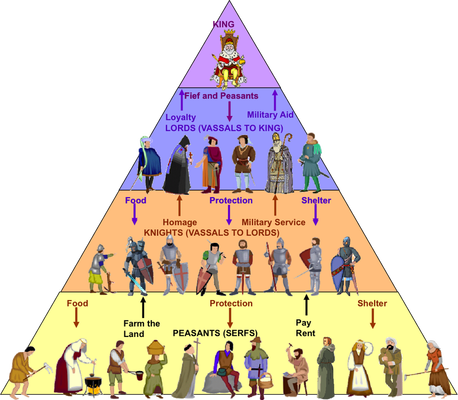 KING
Fief and Peasants
Loyalty
Military Aid
LORDS (VASSALS TO KING)
Food
Protection
Shelter
Homage
Military Service
KNIGHTS (VASSALS TO LORDS)
Food
Protection
Shelter
Farm the
Land
PEASANTS (SERFS)
Pay
Rent